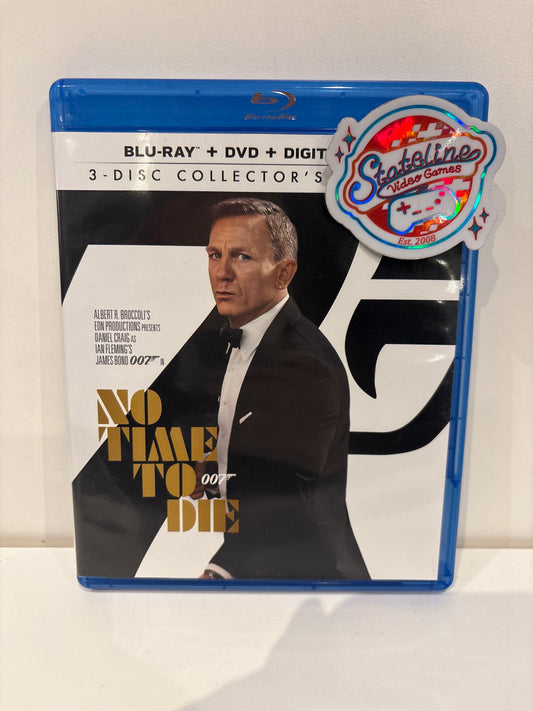 Blu-ray Disc
BLU-RAY™ + DVD + DIGIT
3-DISC COLLECTOR'S
Stateline
Video Games
Est. 2008
ALBERT R. BROCCOLI'S
EON PRODUCTIONS PRESENTS
DANIEL CRAIG AS
IAN FLEMING'S
JAMES BOND 007 IN
NO
TIME
TO 007
DIE